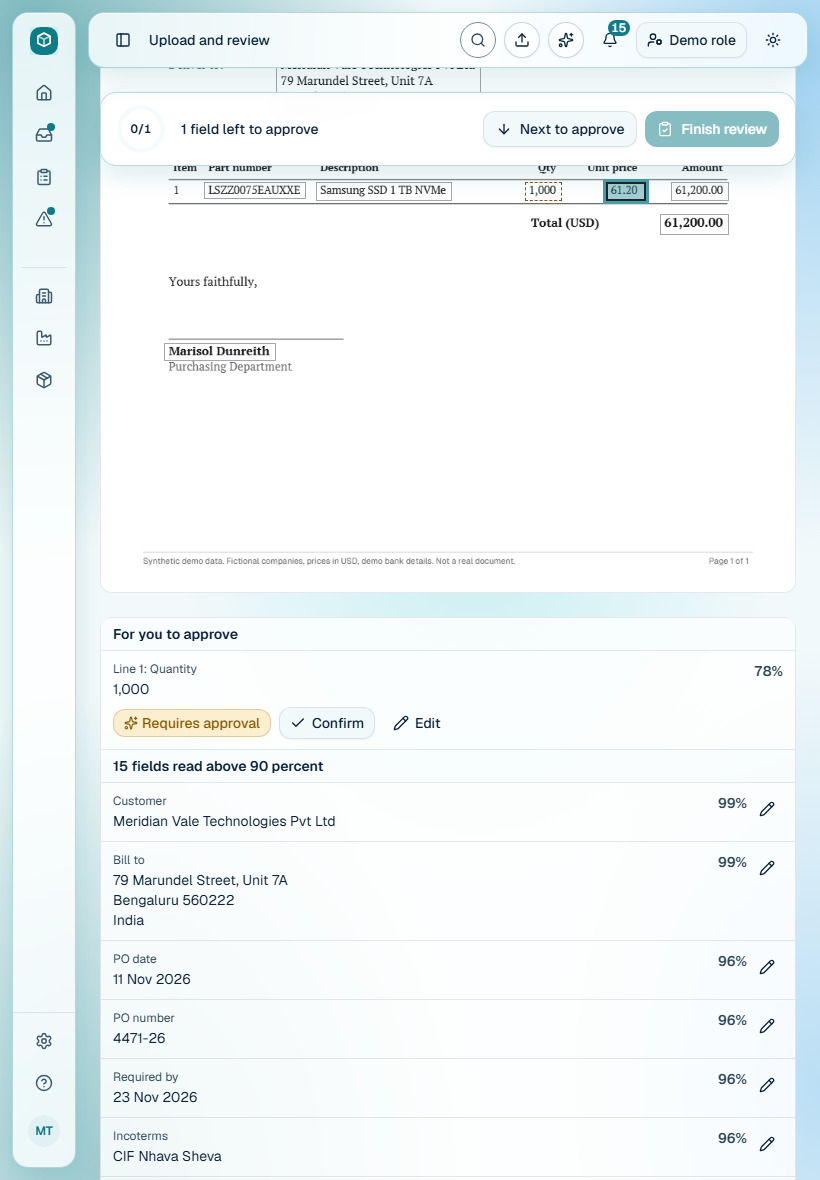 Upload and review
15
Demo role
79 Marundel Street, Unit 7A
0/1
1 field left to approve
Next to approve
Finish review
Item Part number Description Qty Unit price Amount
1 LSZZ0075EAUXXE Samsung SSD 1 TB NVMe 1,000 61.20 61,200.00
Total (USD) 61,200.00
Yours faithfully,
Marisol Dunreith
Purchasing Department
Synthetic demo data. Fictional companies, prices in USD, demo bank details. Not a real document. Page 1 of 1
For you to approve
Line 1: Quantity
78%
1,000
Requires approval
Confirm
Edit
15 fields read above 90 percent
Customer
99%
Meridian Vale Technologies Pvt Ltd
Bill to
99%
79 Marundel Street, Unit 7A
Bengaluru 560222
India
PO date
96%
11 Nov 2026
PO number
96%
4471-26
Required by
96%
23 Nov 2026
Incoterms
96%
CIF Nhava Sheva
MT